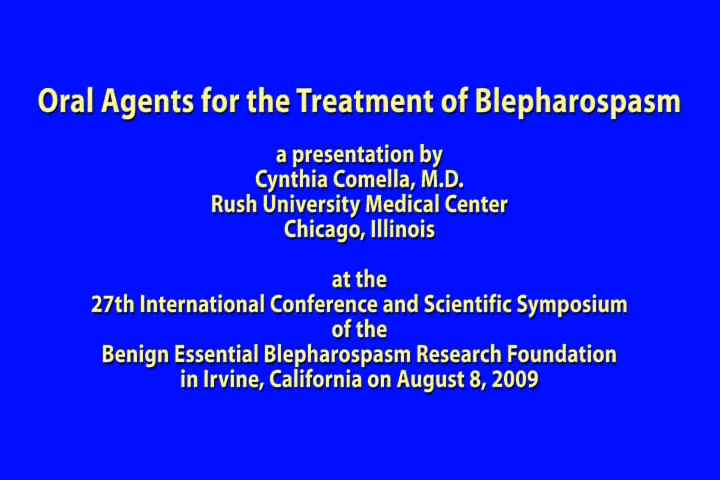 Oral Agents for the Treatment of Blepharospasm
a presentation by
Cynthia Comella, M.D.
Rush University Medical Center
Chicago, Illinois
at the
27th International Conference and Scientific Symposium
of the
Benign Essential Blepharospasm Research Foundation
in Irvine, California on August 8, 2009